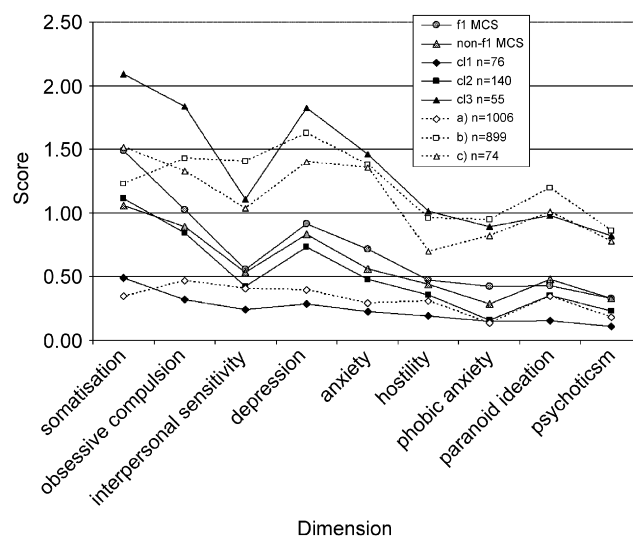 2.50
2.00
1.50
1.00
0.50
0.00
Score
f1 MCS
non-f1 MCS
cl1 n=76
cl2 n=140
cl3 n=55
a) n=1006
b) n=899
c) n=74
somatisation
obsessive compulsion
interpersonal sensitivity
depression
anxiety
hostility
phobic anxiety
paranoid ideation
psychoticsm
Dimension